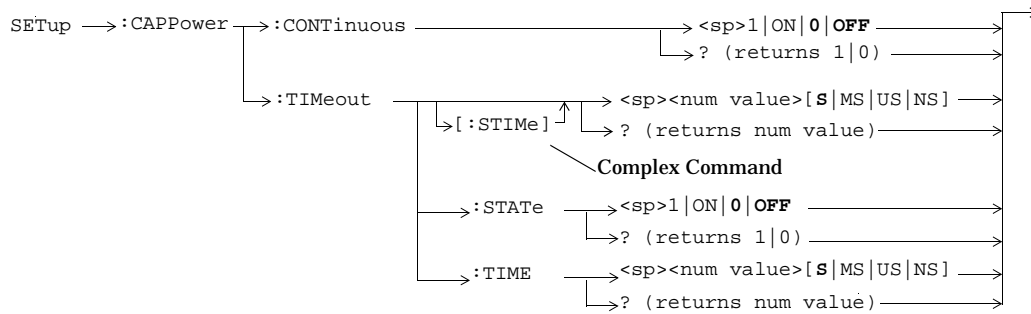 SETup :CAPPower :CONTinuous <sp>1|ON|0|OFF
? (returns 1|0)
:TIMeout <sp><num value>[S|MS|US|NS]
[:STIMe] ? (returns num value)
Complex Command
:STATe <sp>1|ON|0|OFF
? (returns 1|0)
:TIME <sp><num value>[S|MS|US|NS]
? (returns num value)